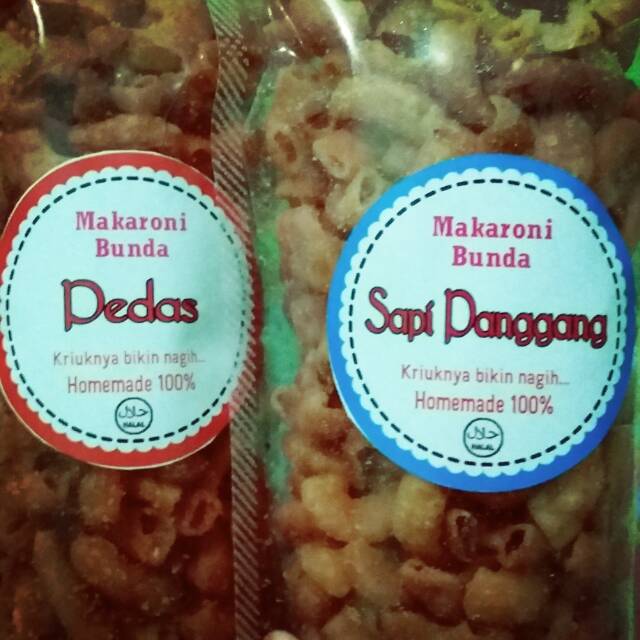 Makaroni
Bunda
Pedas
Kriuknya bikin nagih...
Homemade 100%
حلال
HALAL
Makaroni
Bunda
Sapi Panggang
Kriuknya bikin nagih...
Homemade 100%
حلال
HALAL